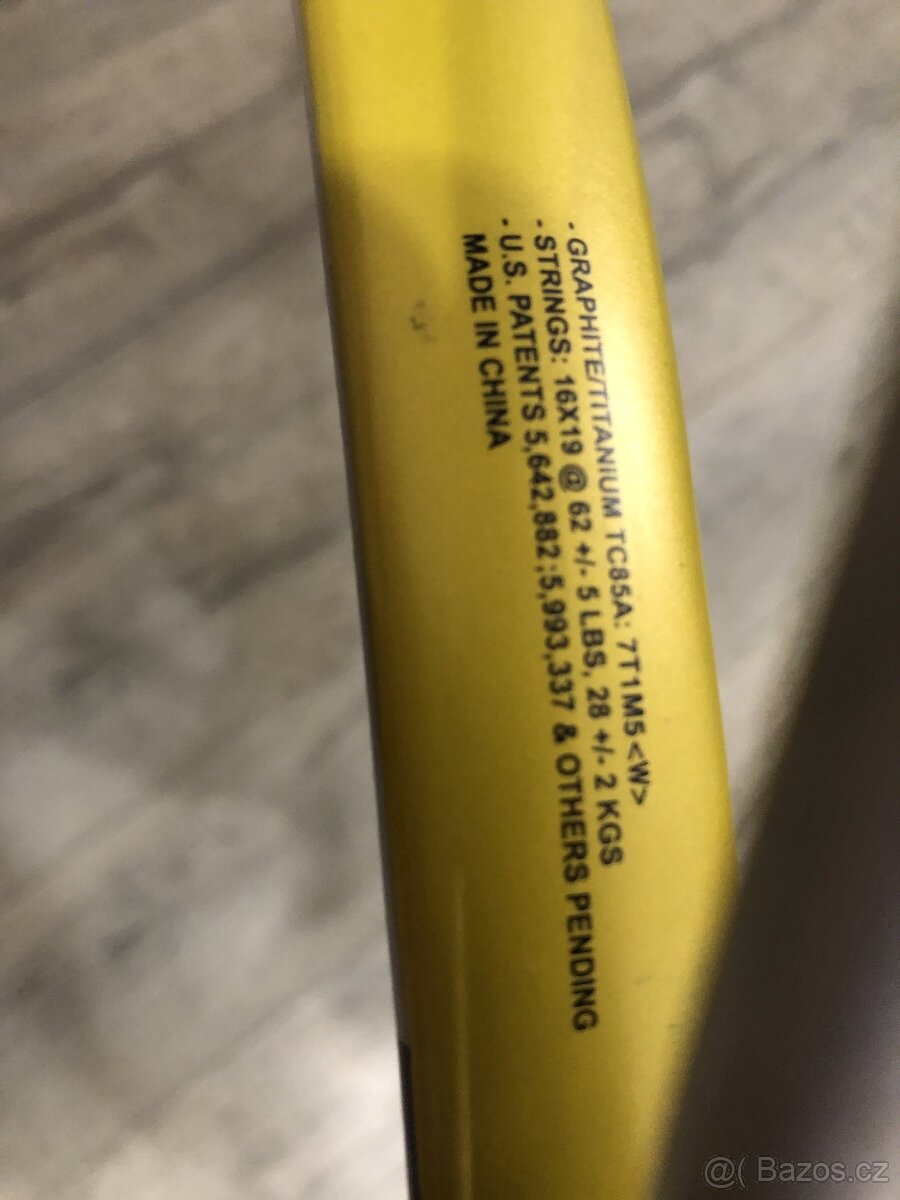 - GRAPHITE/TITANIUM TC85A: 7T1M5<W>
- STRINGS: 16X19 @ 62 +/- 5 LBS, 28 +/- 2 KGS
- U.S. PATENTS 5,642,882;5,993,337 & OTHERS PENDING
MADE IN CHINA
@( Bazos.cz